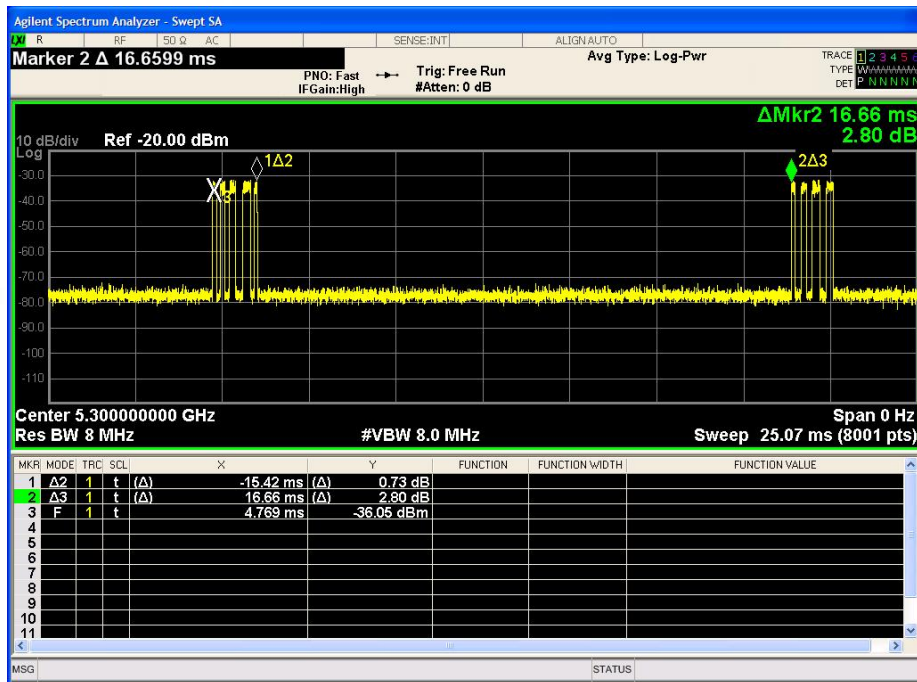 Agilent Spectrum Analyzer - Swept SA
LXI R RF 50 Ω AC SENSE:INT ALIGN AUTO
Marker 2 Δ 16.6599 ms
PNO: Fast
IFGain:High
Trig: Free Run
#Atten: 0 dB
Avg Type: Log-Pwr
TRACE 1 2 3 4 5 6
TYPE
DET P N N N N N
ΔMkr2 16.66 ms
2.80 dB
10 dB/div Ref -20.00 dBm
Log
1Δ2
2Δ3
3
-30.0
-40.0
-50.0
-60.0
-70.0
-80.0
-90.0
-100
-110
Center 5.300000000 GHz Span 0 Hz
Res BW 8 MHz #VBW 8.0 MHz Sweep 25.07 ms (8001 pts)
MKR MODE TRC SCL X Y FUNCTION FUNCTION WIDTH FUNCTION VALUE
1 Δ2 1 t (Δ) -15.42 ms (Δ) 0.73 dB
2 Δ3 1 t (Δ) 16.66 ms (Δ) 2.80 dB
3 F 1 t 4.769 ms -36.05 dBm
4
5
6
7
8
9
10
11
MSG STATUS